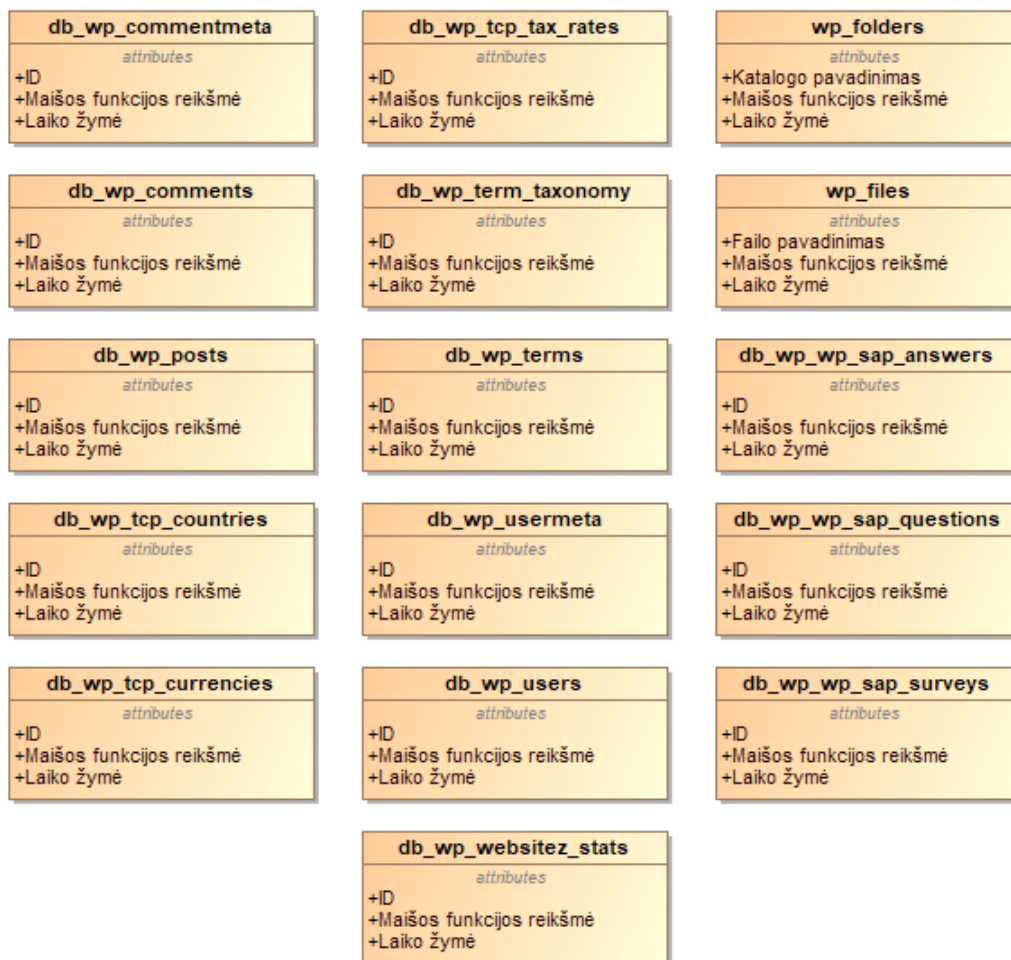 db_wp_commentmeta
attributes
+ID
+Maišos funkcijos reikšmė
+Laiko žymė
db_wp_tcp_tax_rates
attributes
+ID
+Maišos funkcijos reikšmė
+Laiko žymė
wp_folders
attributes
+Katalogo pavadinimas
+Maišos funkcijos reikšmė
+Laiko žymė
db_wp_comments
attributes
+ID
+Maišos funkcijos reikšmė
+Laiko žymė
db_wp_term_taxonomy
attributes
+ID
+Maišos funkcijos reikšmė
+Laiko žymė
wp_files
attributes
+Failo pavadinimas
+Maišos funkcijos reikšmė
+Laiko žymė
db_wp_posts
attributes
+ID
+Maišos funkcijos reikšmė
+Laiko žymė
db_wp_terms
attributes
+ID
+Maišos funkcijos reikšmė
+Laiko žymė
db_wp_wp_sap_answers
attributes
+ID
+Maišos funkcijos reikšmė
+Laiko žymė
db_wp_tcp_countries
attributes
+ID
+Maišos funkcijos reikšmė
+Laiko žymė
db_wp_usermeta
attributes
+ID
+Maišos funkcijos reikšmė
+Laiko žymė
db_wp_wp_sap_questions
attributes
+ID
+Maišos funkcijos reikšmė
+Laiko žymė
db_wp_tcp_currencies
attributes
+ID
+Maišos funkcijos reikšmė
+Laiko žymė
db_wp_users
attributes
+ID
+Maišos funkcijos reikšmė
+Laiko žymė
db_wp_wp_sap_surveys
attributes
+ID
+Maišos funkcijos reikšmė
+Laiko žymė
db_wp_websitez_stats
attributes
+ID
+Maišos funkcijos reikšmė
+Laiko žymė